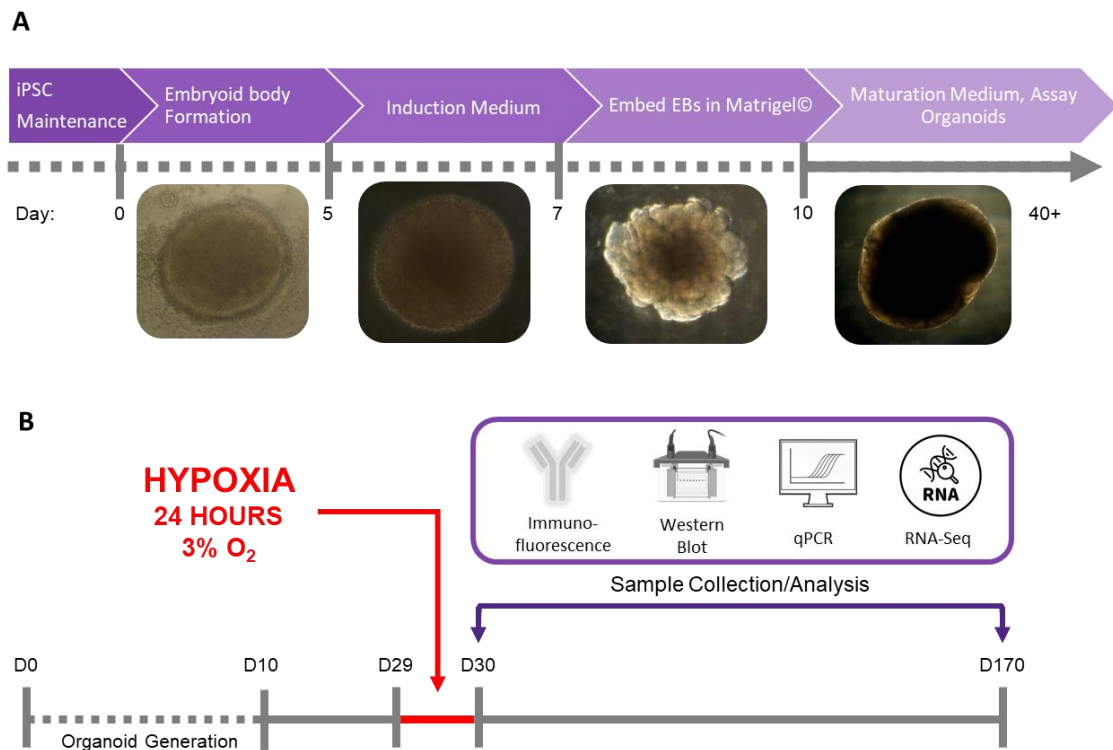 A
iPSC
Maintenance
Embryoid body
Formation
Induction Medium
Embed EBs in Matrigel©
Maturation Medium, Assay
Organoids
Day:
0
5
7
10
40+
B
HYPOXIA
24 HOURS
3% O₂
Immuno-
fluorescence
Western
Blot
qPCR
RNA
RNA-Seq
Sample Collection/Analysis
D0
D10
D29
D30
D170
Organoid Generation